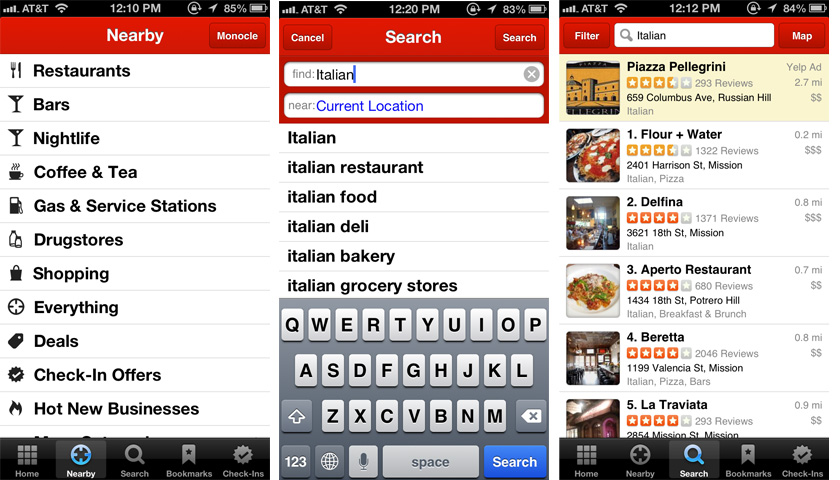 AT&T 12:10 PM 85%
Nearby
Monocle
Restaurants
Bars
Nightlife
Coffee & Tea
Gas & Service Stations
Drugstores
Shopping
Everything
Deals
Check-In Offers
Hot New Businesses
Home Nearby Search Bookmarks Check-Ins
AT&T 12:20 PM 83%
Cancel
Search
Search
find: Italian
near: Current Location
Italian
italian restaurant
italian food
italian deli
italian bakery
italian grocery stores
Q W E R T Y U I O P
A S D F G H J K L
Z X C V B N M
123 space Search
AT&T 12:12 PM 84%
Filter
Italian
Map
Piazza Pellegrini Yelp Ad
293 Reviews 2.7 mi
659 Columbus Ave, Russian Hill $$
Italian
1. Flour + Water 0.2 mi
1322 Reviews $$$
2401 Harrison St, Mission
Italian, Pizza
2. Delfina 0.8 mi
1371 Reviews $$$
3621 18th St, Mission
Italian
3. Aperto Restaurant 0.7 mi
680 Reviews $$
1434 18th St, Potrero Hill
Italian, Breakfast & Brunch
4. Beretta 0.8 mi
2046 Reviews $$
1199 Valencia St, Mission
Italian, Pizza, Bars
5. La Traviata 0.9 mi
293 Reviews $$
2854 Mission St, Mission
Home Nearby Search Bookmarks Check-Ins